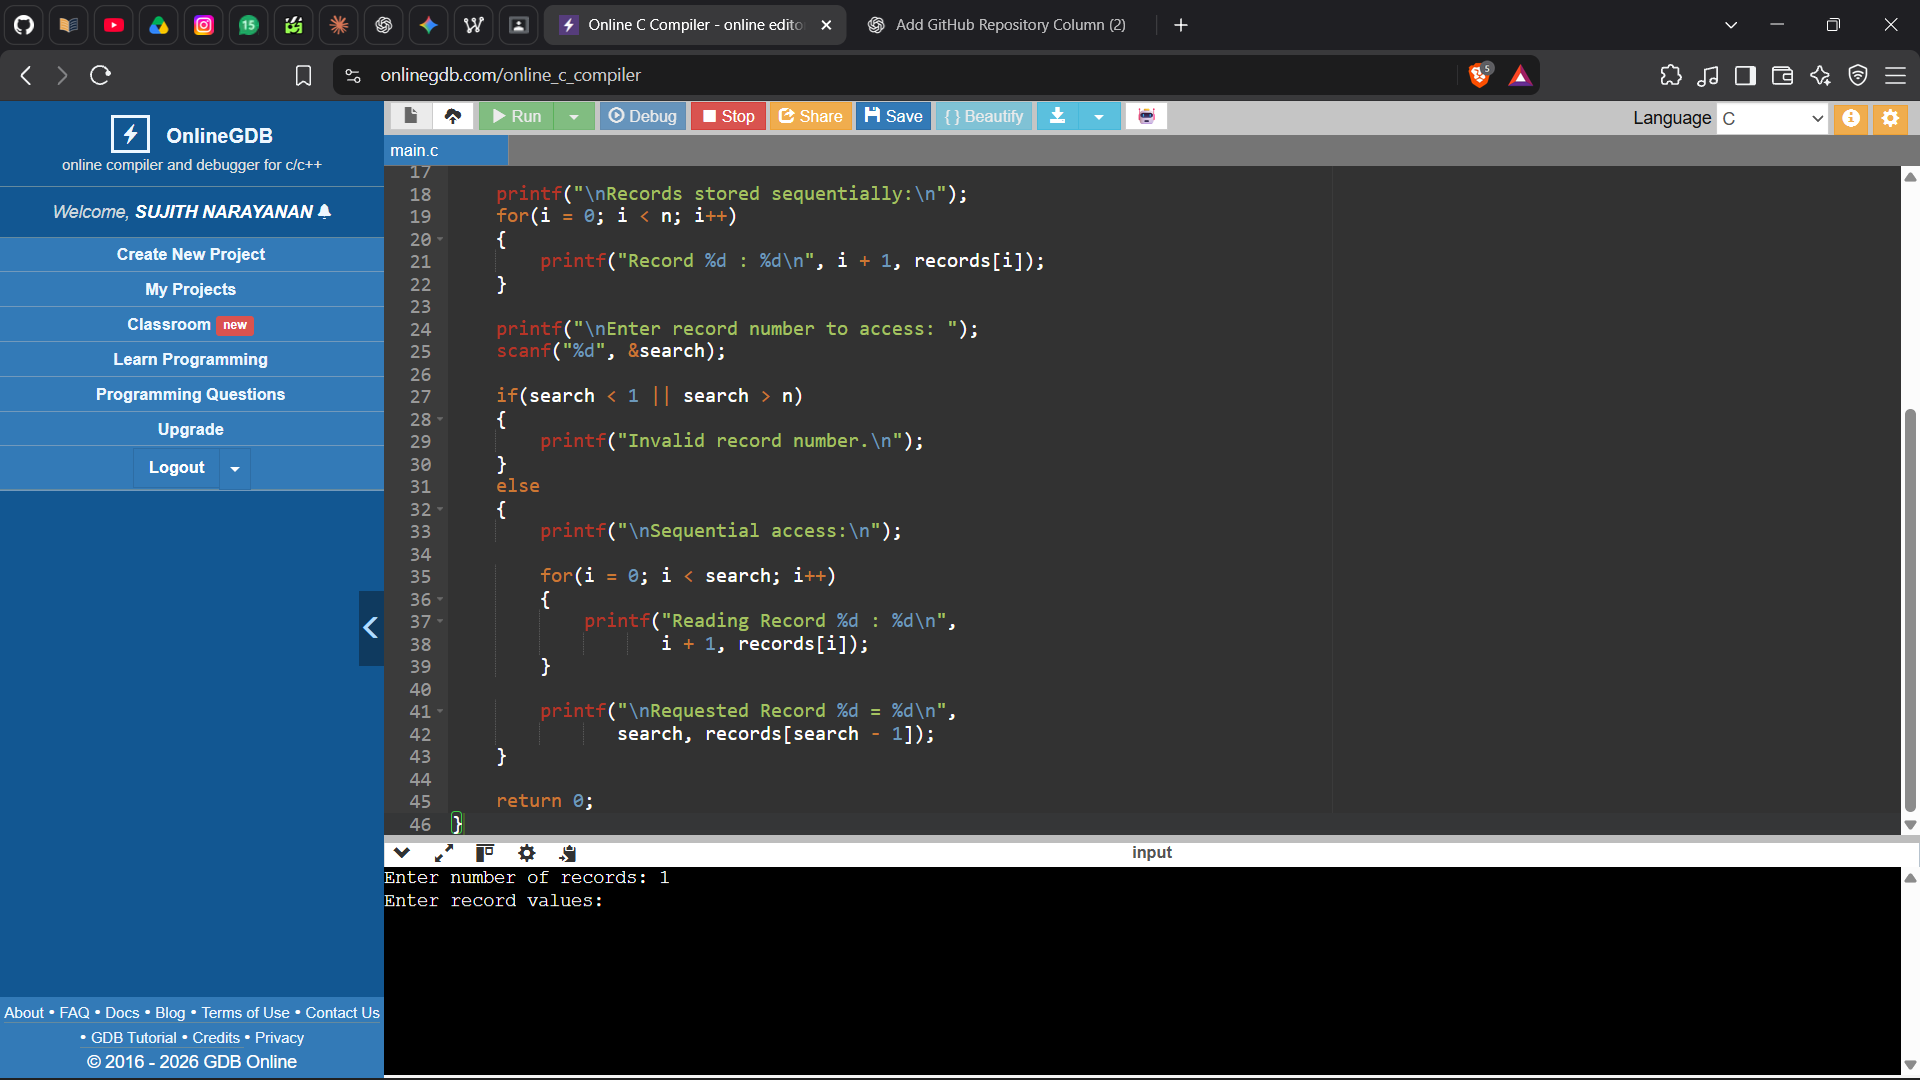 15
Online C Compiler - online edito
Add GitHub Repository Column (2)
onlinegdb.com/online_c_compiler
5
OnlineGDB
online compiler and debugger for c/c++
Welcome, SUJITH NARAYANAN
Create New Project
My Projects
Classroom new
Learn Programming
Programming Questions
Upgrade
Logout
About • FAQ • Docs • Blog • Terms of Use • Contact Us
• GDB Tutorial • Credits • Privacy
© 2016 - 2026 GDB Online
Run
Debug
Stop
Share
Save
{ } Beautify
Language C
main.c
17
18 printf("\nRecords stored sequentially:\n");
19 for(i = 0; i < n; i++)
20 {
21 printf("Record %d : %d\n", i + 1, records[i]);
22 }
23
24 printf("\nEnter record number to access: ");
25 scanf("%d", &search);
26
27 if(search < 1 || search > n)
28 {
29 printf("Invalid record number.\n");
30 }
31 else
32 {
33 printf("\nSequential access:\n");
34
35 for(i = 0; i < search; i++)
36 {
37 printf("Reading Record %d : %d\n",
38 i + 1, records[i]);
39 }
40
41 printf("\nRequested Record %d = %d\n",
42 search, records[search - 1]);
43 }
44
45 return 0;
46 }
input
Enter number of records: 1
Enter record values: